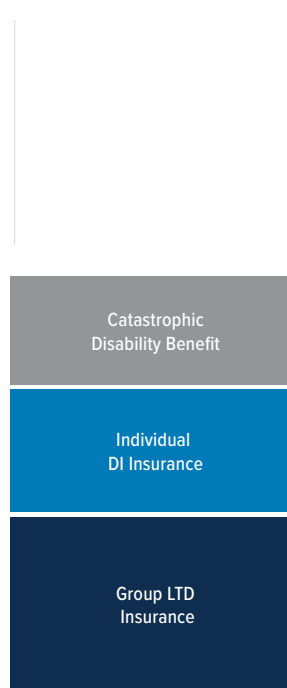 Catastrophic
Disability Benefit
Individual
DI Insurance
Group LTD
Insurance